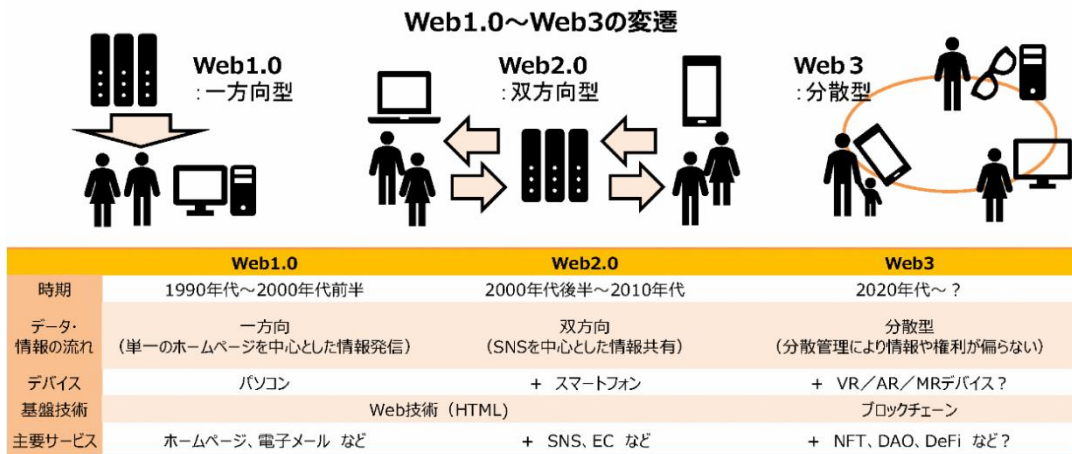 Web1.0～Web3の変遷
Web1.0
：一方向型
Web2.0
：双方向型
Web3
：分散型
Web1.0 Web2.0 Web3
時期 1990年代～2000年代前半 2000年代後半～2010年代 2020年代～？
データ・
情報の流れ
一方向
（単一のホームページを中心とした情報発信）
双方向
（SNSを中心とした情報共有）
分散型
（分散管理により情報や権利が偏らない）
デバイス パソコン + スマートフォン + VR／AR／MRデバイス？
基盤技術 Web技術（HTML） ブロックチェーン
主要サービス ホームページ、電子メール など + SNS、EC など + NFT、DAO、DeFi など？